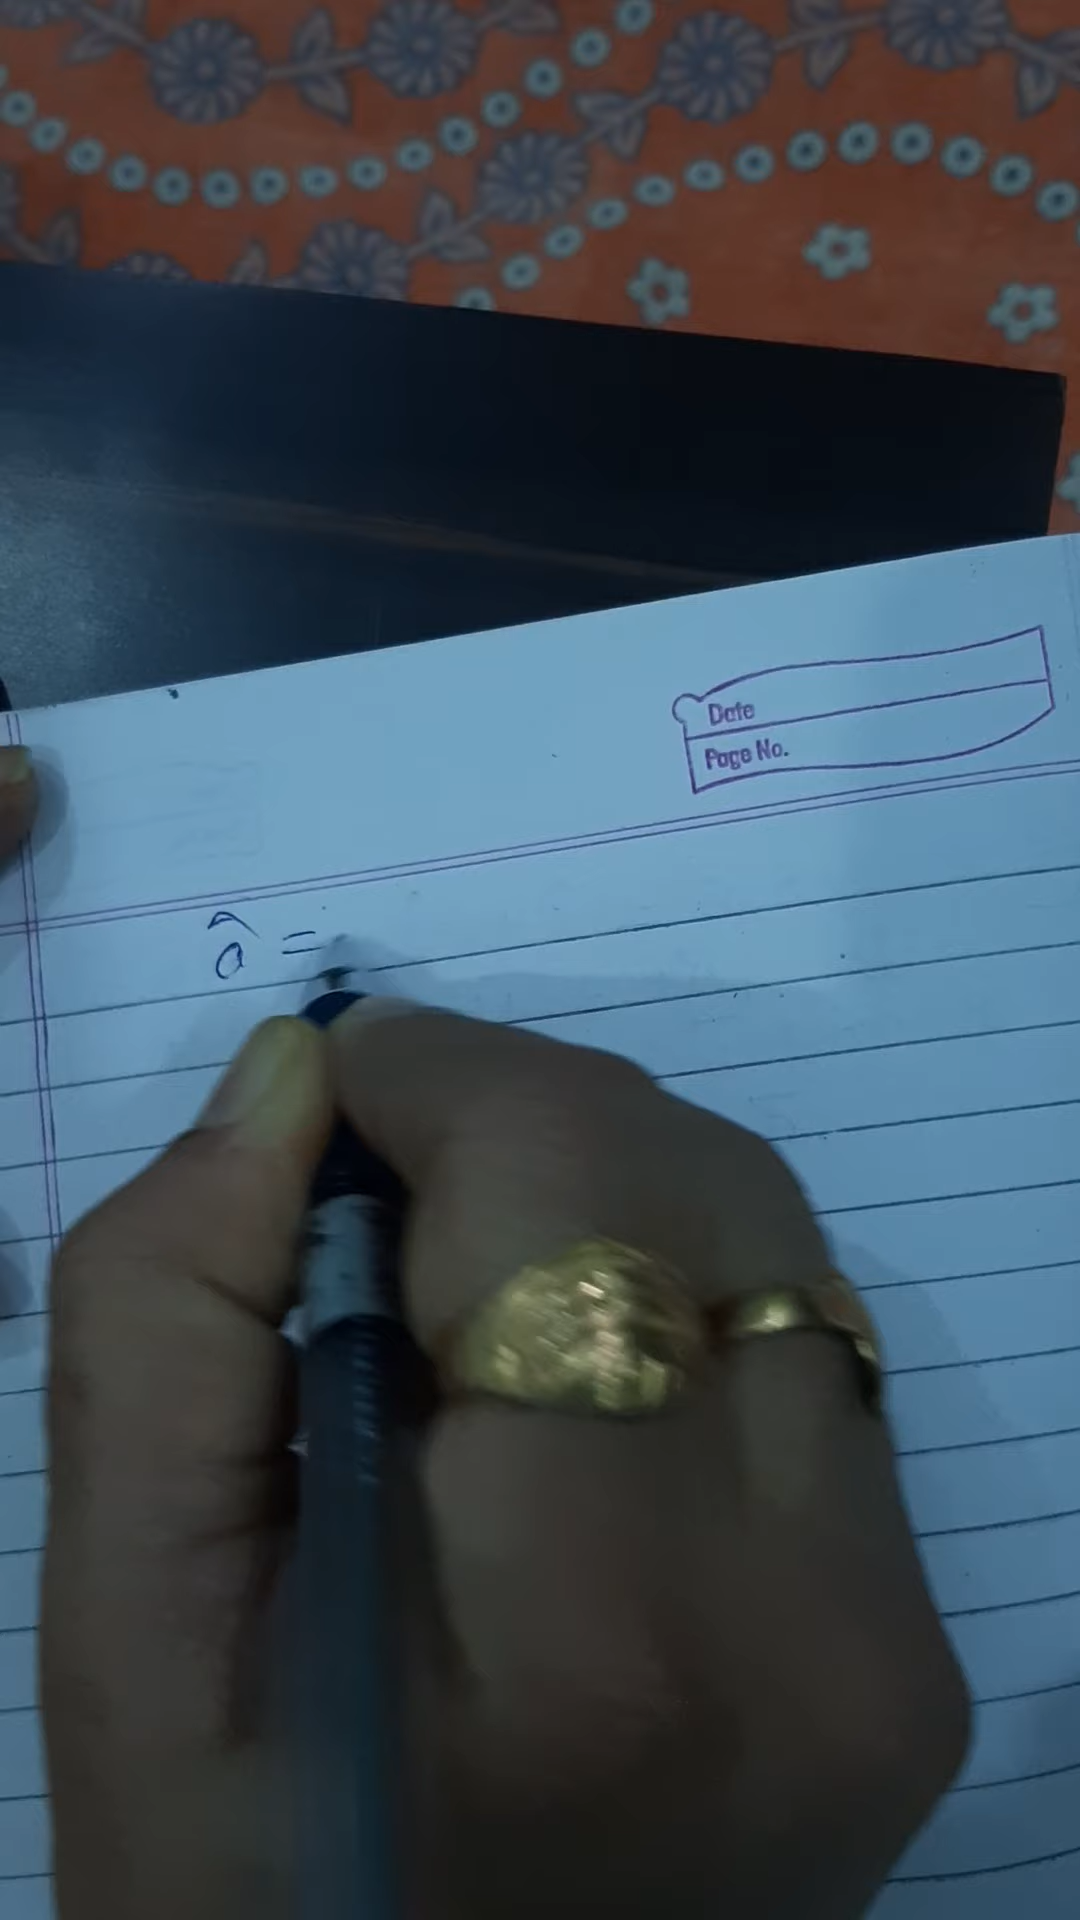 Date
Page No.
â =